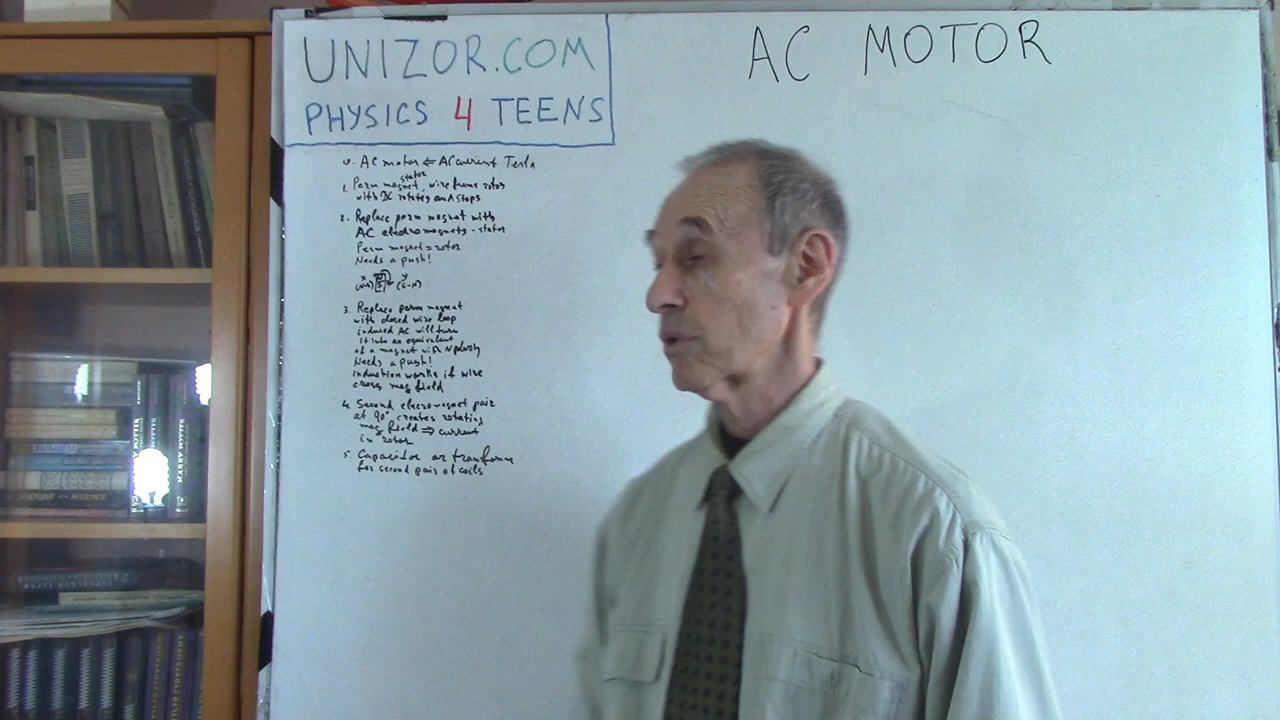 UNIZOR.COM
PHYSICS 4 TEENS
AC MOTOR
0. AC motor ⇐ AC current Tesla
stator
1. Perm magnet, wire frame rotor
with DC rotates and stops
2. Replace perm magnet with
AC electromagnets - stator
Perm magnet = rotor
Needs a push!
x y
(S-N)
3. Replace perm magnet
with closed wire loop
induced AC will turn
it into an equivalent
of a magnet with
Needs a push!
induction works if wire
cross mag field
4. Second electromagnet pair
at 90° creates rotating
mag field ⇒ current
in rotor
5. Capacitor or transformer
for second pair of coils
HARRY POTTER